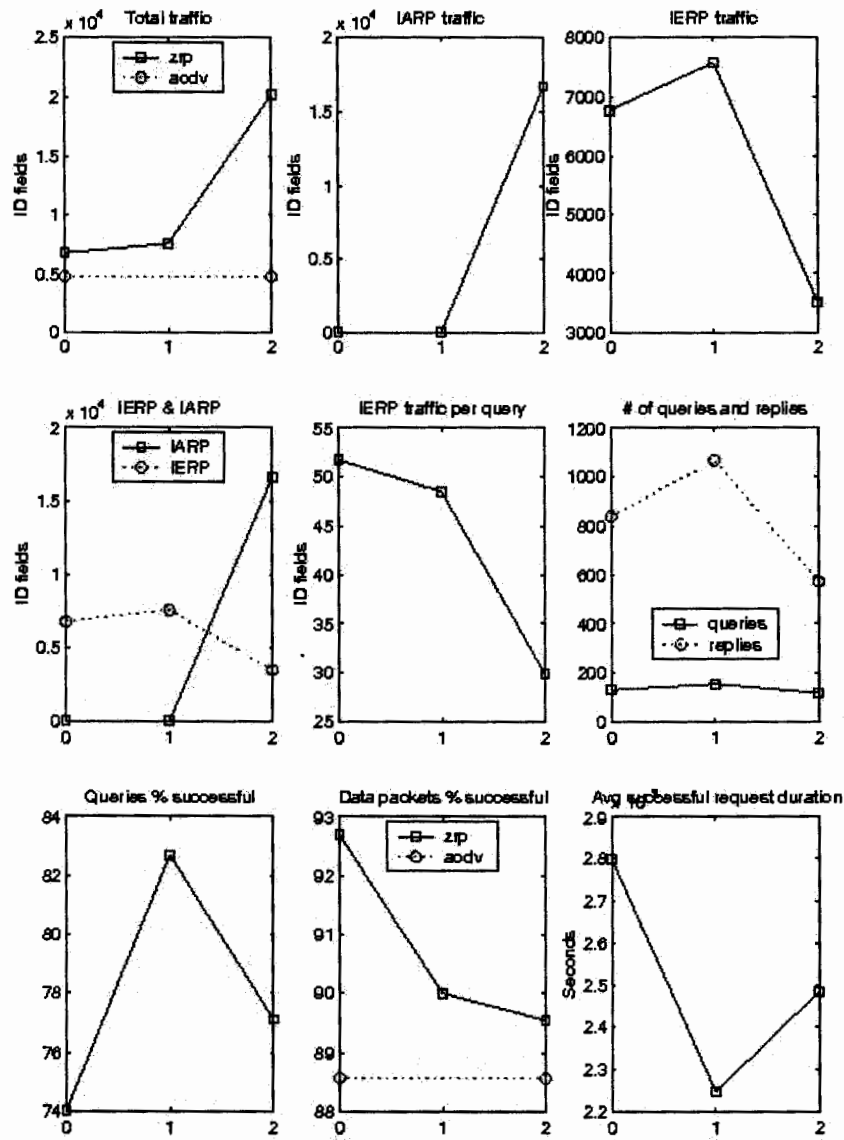 Total traffic
x 10^4
2.5
2
1.5
1
0.5
0
ID fields
zrp
aodv
0 1 2
IARP traffic
x 10^4
2
1.5
1
0.5
0
ID fields
0 1 2
IERP traffic
8000
7000
6000
5000
4000
3000
ID fields
0 1 2
IERP & IARP
x 10^4
2
1.5
1
0.5
0
ID fields
IARP
IERP
0 1 2
IERP traffic per query
55
50
45
40
35
30
25
ID fields
0 1 2
# of queries and replies
1200
1000
800
600
400
200
0
queries
replies
0 1 2
Queries % successful
84
82
80
78
76
74
0 1 2
Data packets % successful
93
92
91
90
89
88
zrp
aodv
0 1 2
Avg successful request duration
2.9
2.8
2.7
2.6
2.5
2.4
2.3
2.2
Seconds
0 1 2